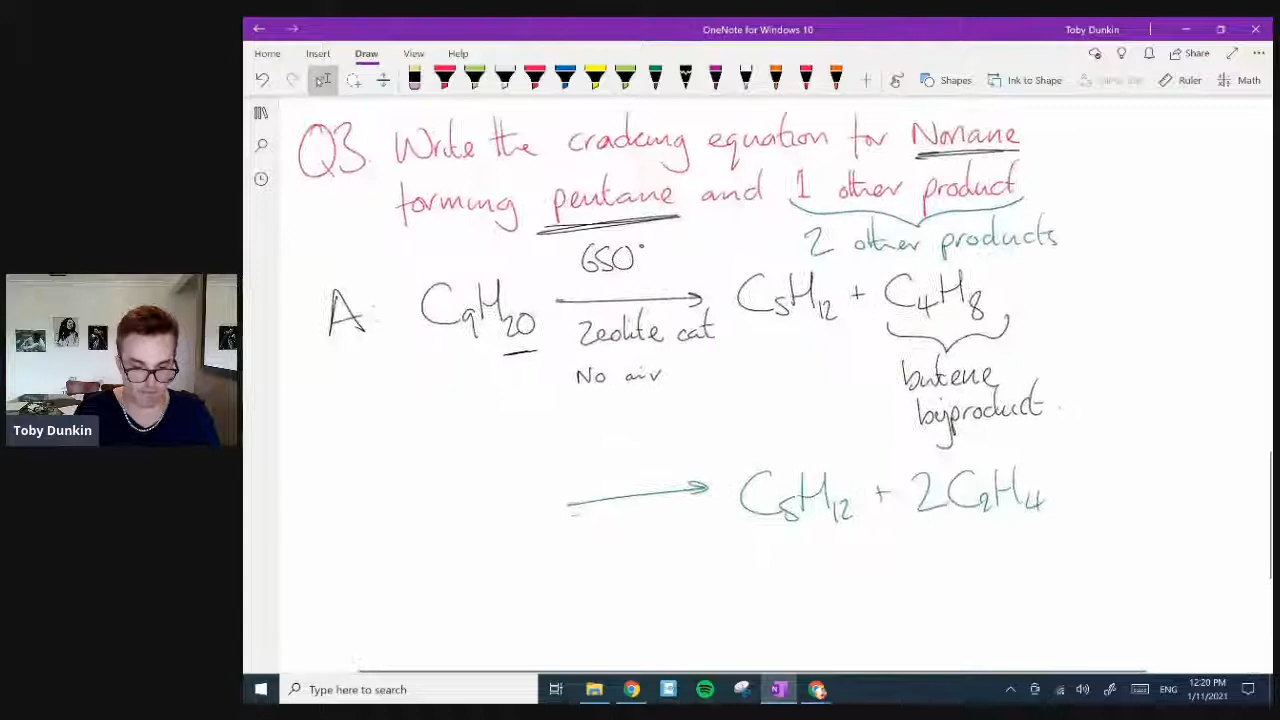 OneNote for Windows 10
Toby Dunkin
Home Insert Draw View Help
Share
Shapes
Ink to Shape
Ruler
Math
Q3. Write the cracking equation for Nonane
forming pentane and 1 other product
2 other products
650°
A: C9H20 → C5H12 + C4H8
Zeolite cat
No air
butene
biproduct
→ C5H12 + 2C2H4
Toby Dunkin
Type here to search
ENG
12:20 PM
1/11/2021